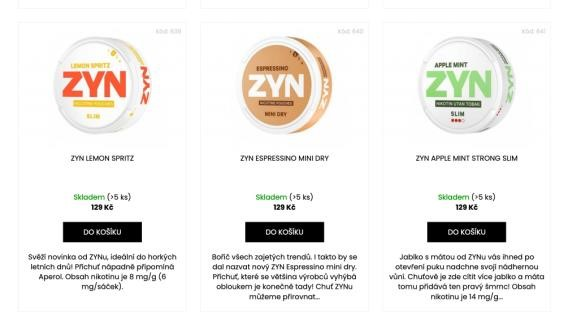 Kód: 639
LEMON SPRITZ
ZYN
NICOTINE POUCHES
SLIM
ZYN
ZYN LEMON SPRITZ
Skladem (>5 ks)
129 Kč
DO KOŠÍKU
Svěží novinka od ZYNu, ideální do horkých
letních dnů! Příchuť nápadně připomíná
Aperol. Obsah nikotinu je 8 mg/g (6
mg/sáček).
Kód: 640
ESPRESSINO
ZYN
NICOTINE POUCHES
MINI DRY
ZYN ESPRESSINO MINI DRY
Skladem (>5 ks)
129 Kč
DO KOŠÍKU
Bořič všech zajetých trendů. I takto by se
dal nazvat nový ZYN Espressino mini dry.
Příchuť, které se většina výrobců vyhýbá
obloukem je konečně tady! Chuť ZYNu
můžeme přirovnat...
Kód: 641
APPLE MINT
ZYN
NIKOTIN UTAN TOBAK
SLIM
ZYN
ZYN APPLE MINT STRONG SLIM
Skladem (>5 ks)
129 Kč
DO KOŠÍKU
Jablko s mátou od ZYNu vás ihned po
otevření puku nadchne svojí nádhernou
vůní. Chuťově je zde cítit více jablko a máta
tomu přidává ten pravý šmrnc! Obsah
nikotinu je 14 mg/g...